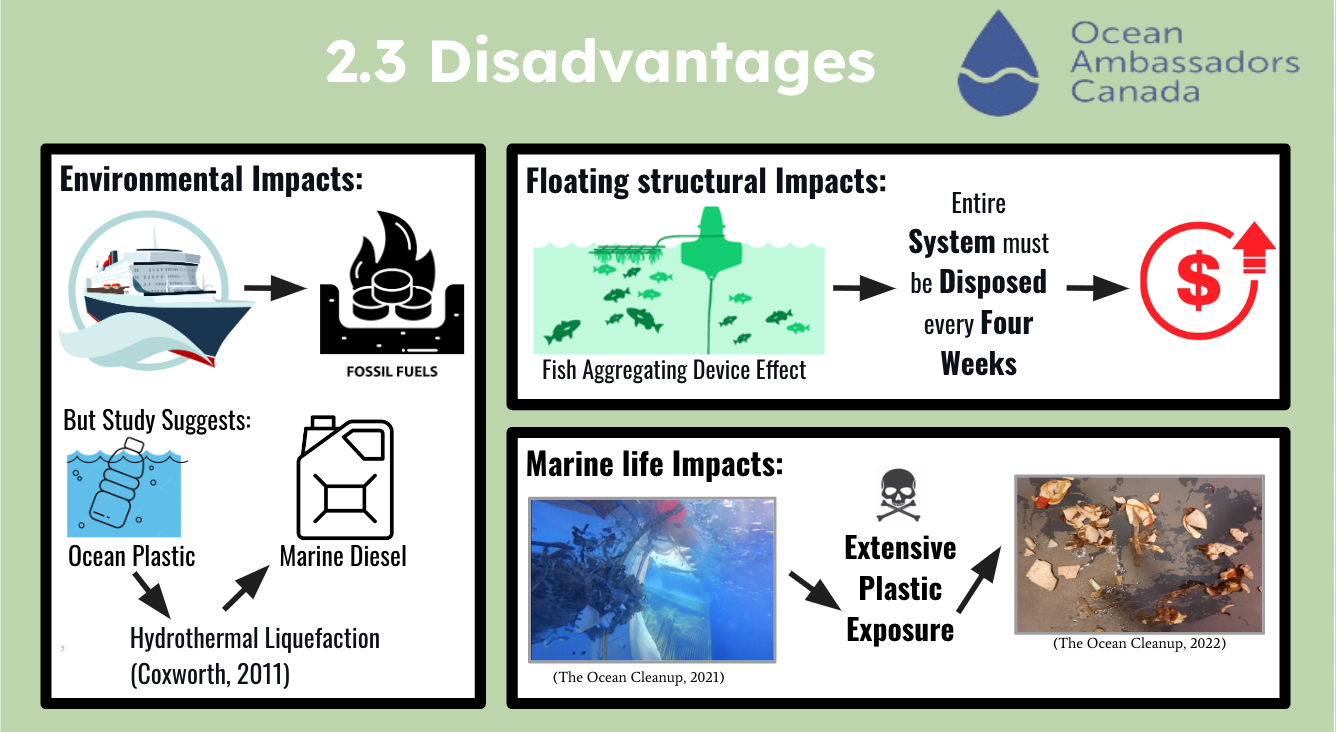 2.3 Disadvantages
Ocean
Ambassadors
Canada
Environmental Impacts:
FOSSIL FUELS
But Study Suggests:
Ocean Plastic
Marine Diesel
Hydrothermal Liquefaction
(Coxworth, 2011)
,
Floating structural Impacts:
Fish Aggregating Device Effect
Entire
System must
be Disposed
every Four
Weeks
$
Marine life Impacts:
(The Ocean Cleanup, 2021)
Extensive
Plastic
Exposure
(The Ocean Cleanup, 2022)